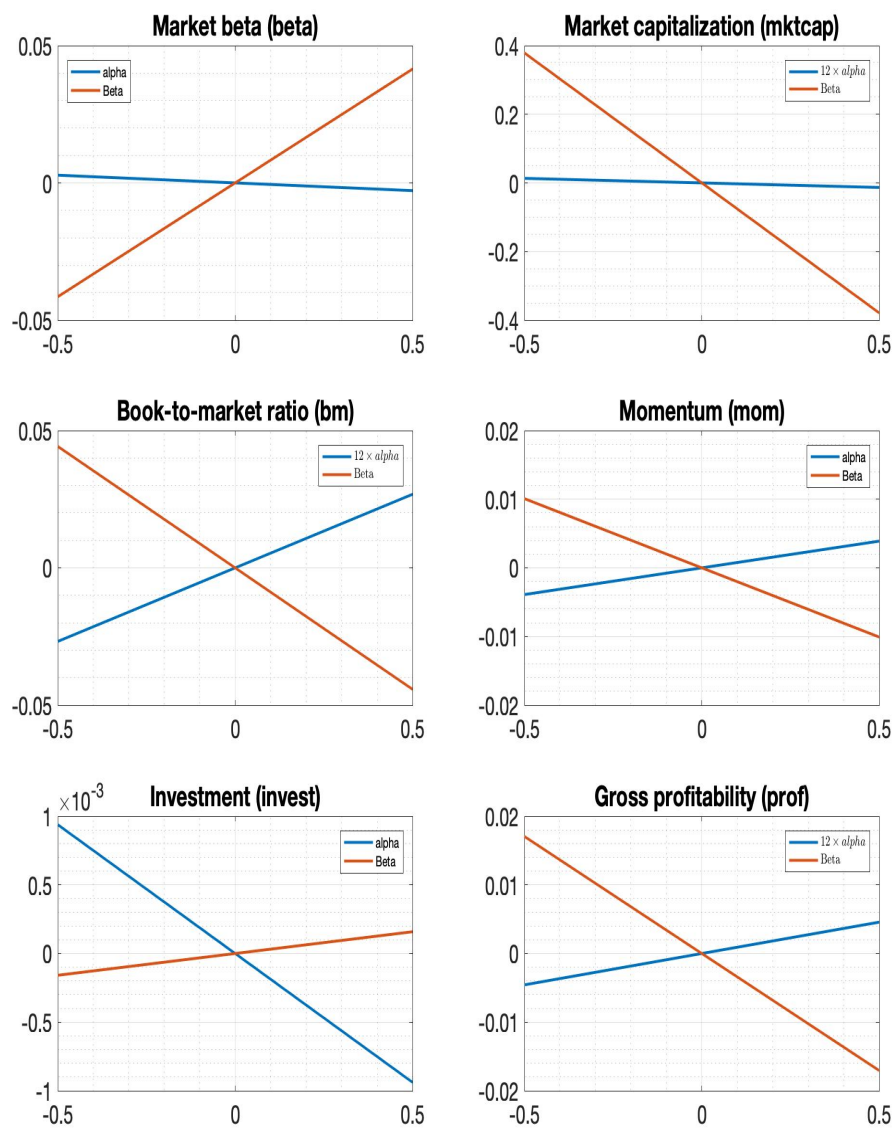 Market beta (beta)
0.05
0
-0.05
-0.5 0 0.5
alpha
Beta
Market capitalization (mktcap)
0.4
0.2
0
-0.2
-0.4
-0.5 0 0.5
12 × alpha
Beta
Book-to-market ratio (bm)
0.05
0
-0.05
-0.5 0 0.5
12 × alpha
Beta
Momentum (mom)
0.02
0.01
0
-0.01
-0.02
-0.5 0 0.5
alpha
Beta
Investment (invest)
×10⁻³
1
0.5
0
-0.5
-1
-0.5 0 0.5
alpha
Beta
Gross profitability (prof)
0.02
0.01
0
-0.01
-0.02
-0.5 0 0.5
12 × alpha
Beta